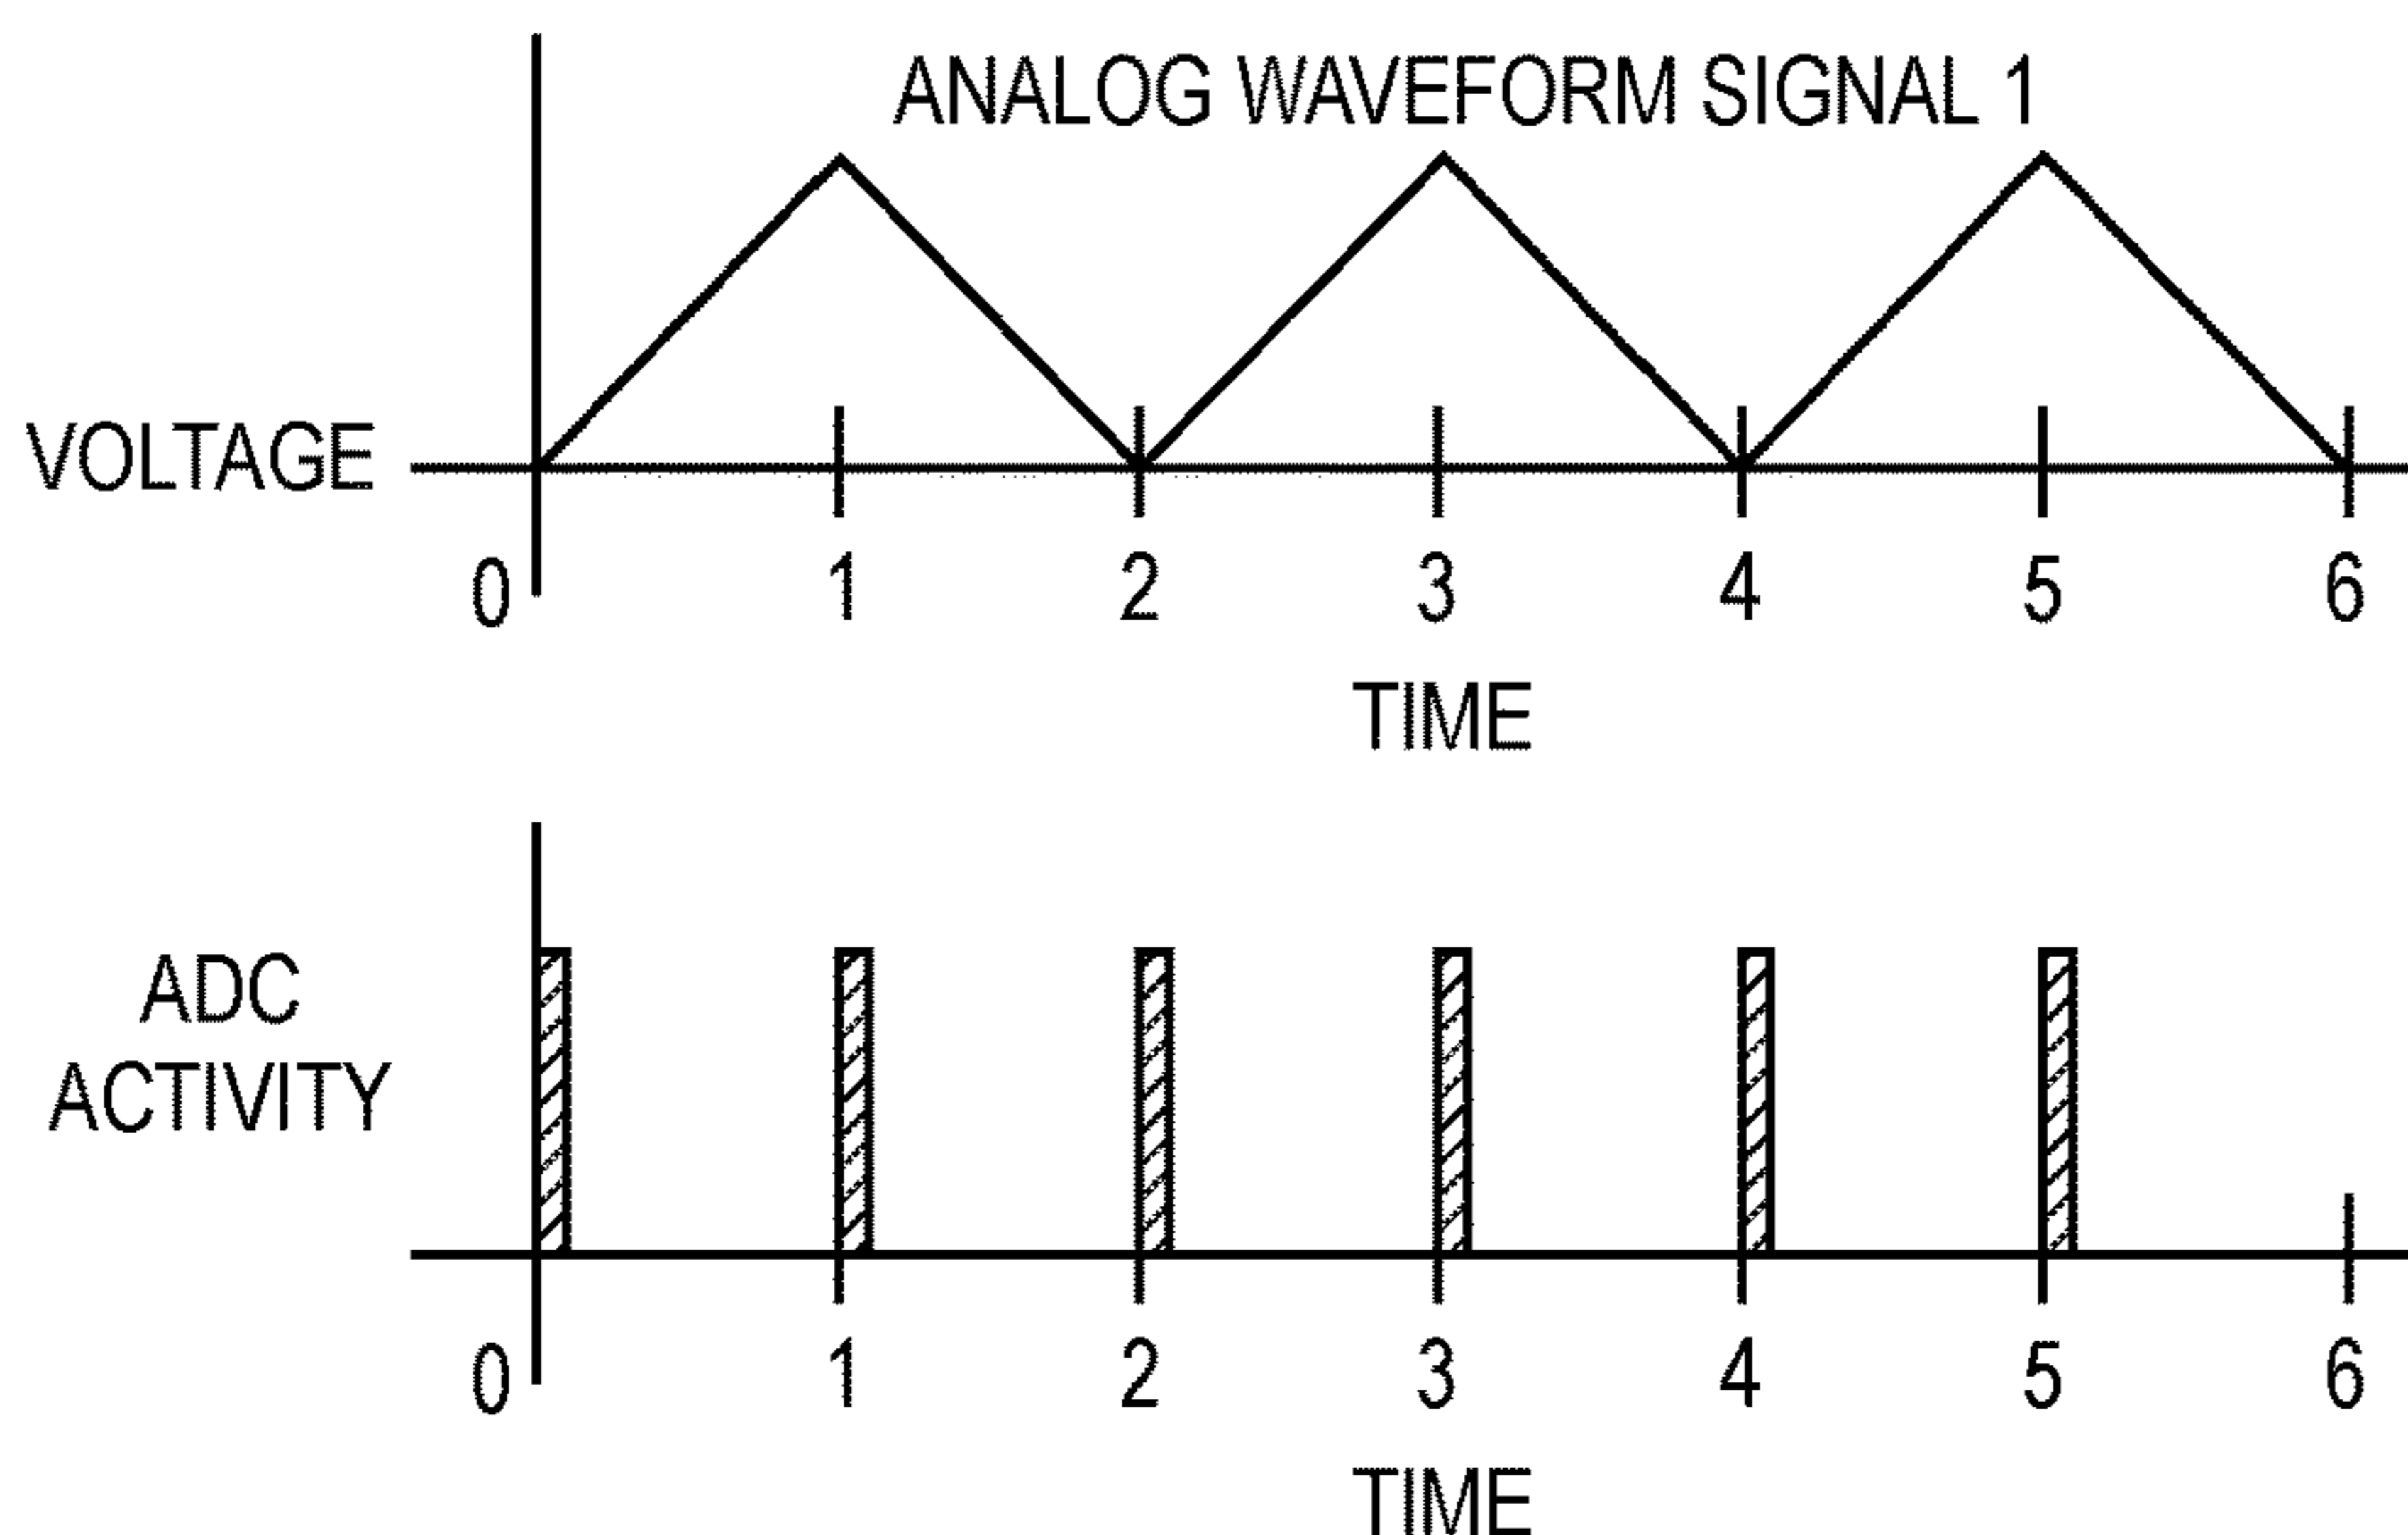 ANALOG WAVEFORM SIGNAL 1
VOLTAGE
0 1 2 3 4 5 6
TIME
ADC
ACTIVITY
0 1 2 3 4 5 6
TIME